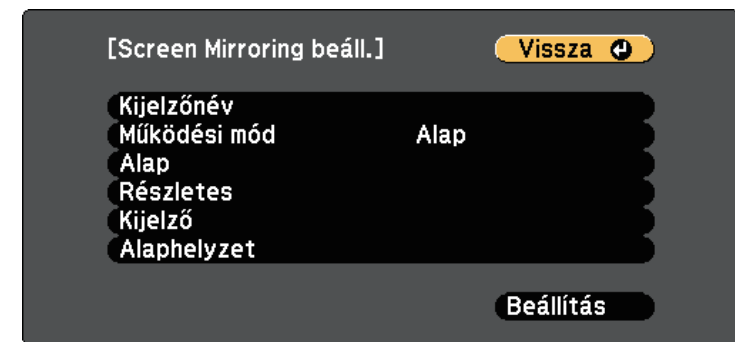 [Screen Mirroring beáll.] Vissza
Kijelzőnév
Működési mód Alap
Alap
Részletes
Kijelző
Alaphelyzet
Beállítás